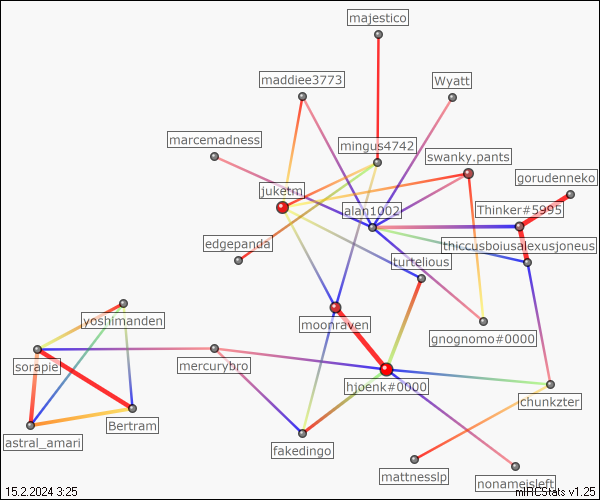 majestico
maddiee3773
Wyatt
marcemadness
mingus4742
swanky.pants
gorudenneko
juketm
alan1002
Thinker#5995
edgepanda
thiccusboiusalexusjoneus
turtelious
yoshimanden
moonraven
gnognomo#0000
sorapie
mercurybro
hjoenk#0000
chunkzter
Bertram
astral_amari
fakedingo
mattnesslp
nonameisleft
15.2.2024 3:25
mIRCStats v1.25